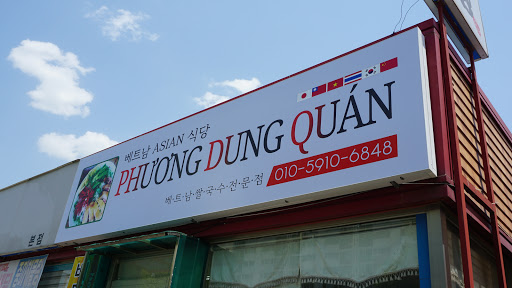 베트남 ASIAN 식당
PHƯƠNG DUNG QUÁN
010-5910-6848
베·트·남·쌀·국·수·전·문·점
본점